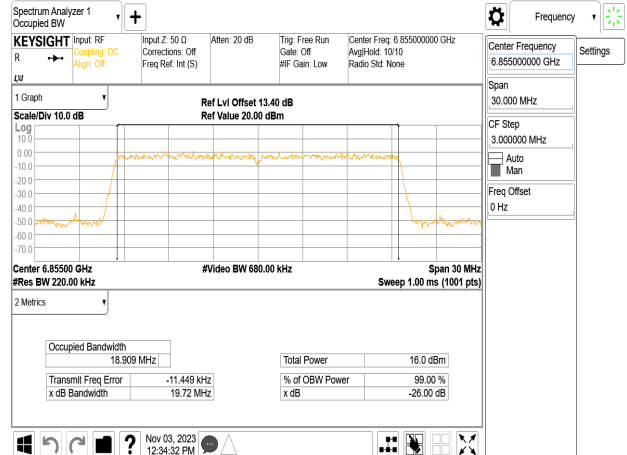 Spectrum Analyzer 1
Occupied BW
Frequency
KEYSIGHT
R
Input: RF
Coupling: DC
Align: Off
Input Z: 50 Ω
Corrections: Off
Freq Ref: Int (S)
Atten: 20 dB
Trig: Free Run
Gate: Off
#IF Gain: Low
Center Freq: 6.855000000 GHz
Avg|Hold: 10/10
Radio Std: None
Center Frequency
6.855000000 GHz
Settings
Span
30.000 MHz
CF Step
3.000000 MHz
Auto
Man
Freq Offset
0 Hz
1 Graph
Scale/Div 10.0 dB
Ref Lvl Offset 13.40 dB
Ref Value 20.00 dBm
Log
10.0
0.00
-10.0
-20.0
-30.0
-40.0
-50.0
-60.0
-70.0
Center 6.85500 GHz
#Res BW 220.00 kHz
#Video BW 680.00 kHz
Span 30 MHz
Sweep 1.00 ms (1001 pts)
2 Metrics
Occupied Bandwidth
18.909 MHz
Total Power 16.0 dBm
Transmit Freq Error -11.449 kHz
% of OBW Power 99.00 %
x dB Bandwidth 19.72 MHz
x dB -26.00 dB
Nov 03, 2023
12:34:32 PM